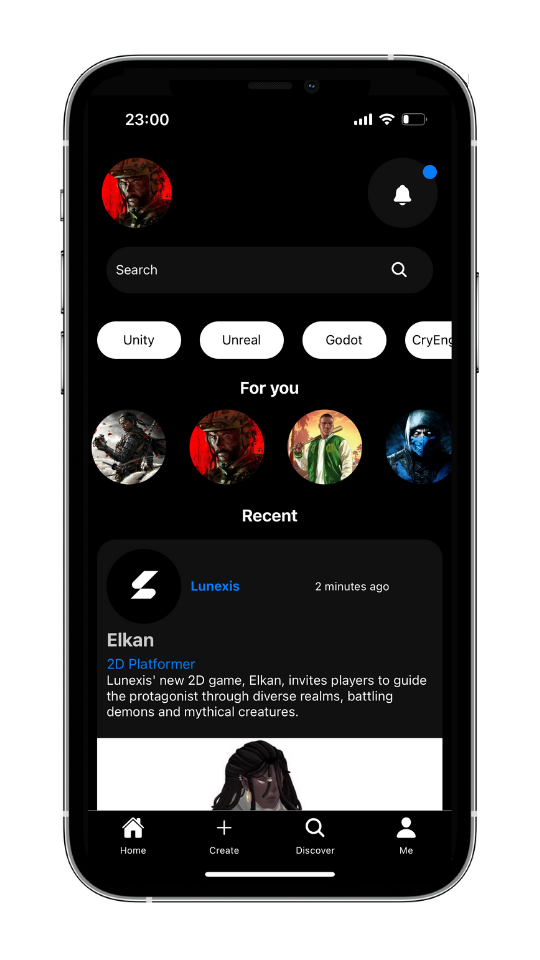 23:00
Search
Unity
Unreal
Godot
CryEng
For you
Recent
Lunexis
2 minutes ago
Elkan
2D Platformer
Lunexis' new 2D game, Elkan, invites players to guide
the protagonist through diverse realms, battling
demons and mythical creatures.
Home
Create
Discover
Me